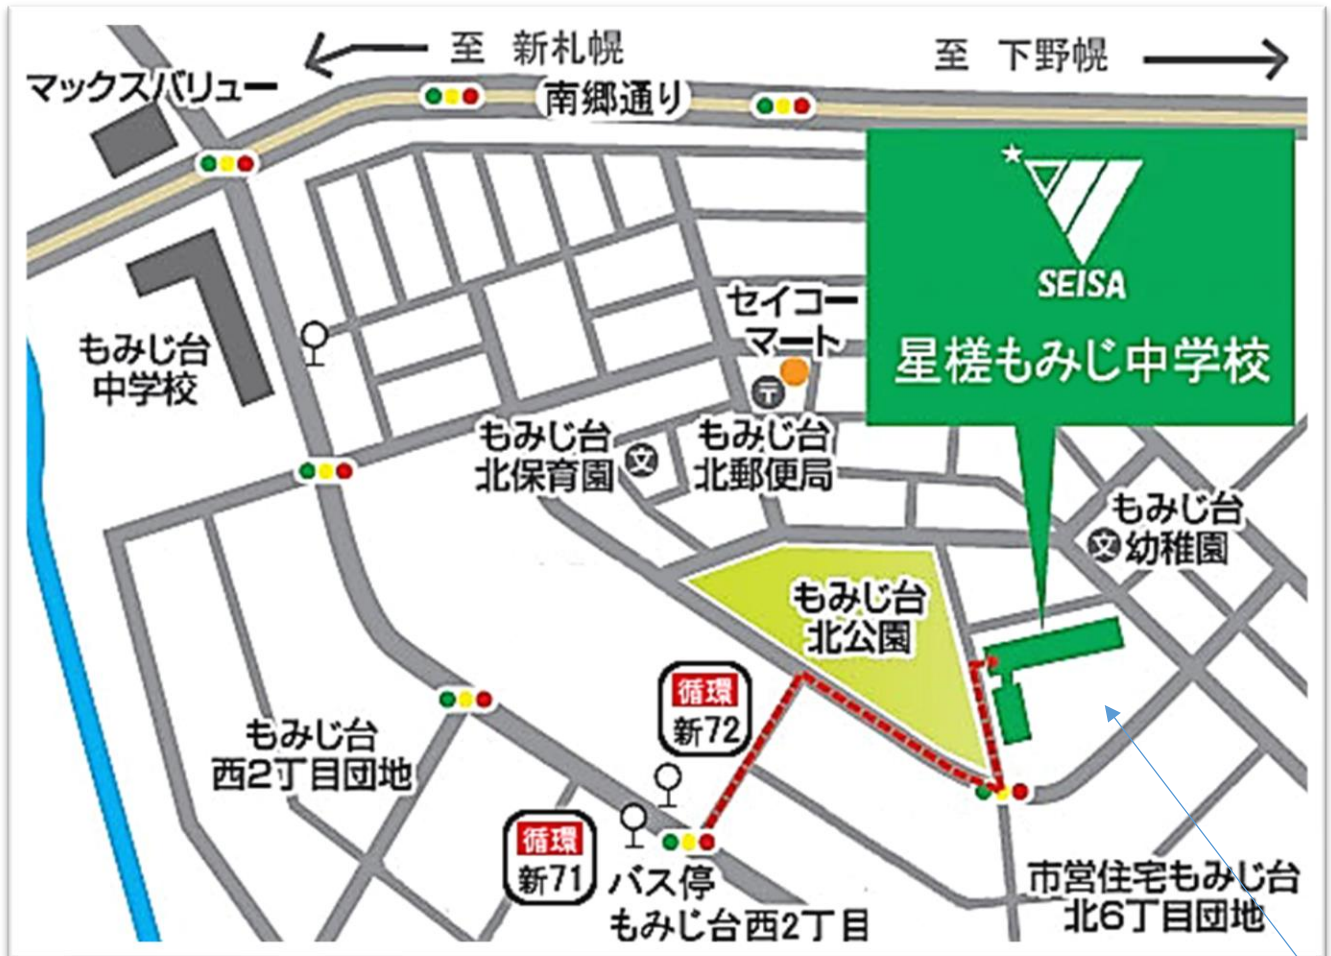 至 新札幌
至 下野幌
マックスバリュー
南郷通り
SEISA
星槎もみじ中学校
セイコー
マート
もみじ台
中学校
〒
もみじ台
北保育園
文
もみじ台
北郵便局
もみじ台
文幼稚園
もみじ台
北公園
循環
新72
もみじ台
西2丁目団地
循環
新71
バス停
もみじ台西2丁目
市営住宅もみじ台
北6丁目団地